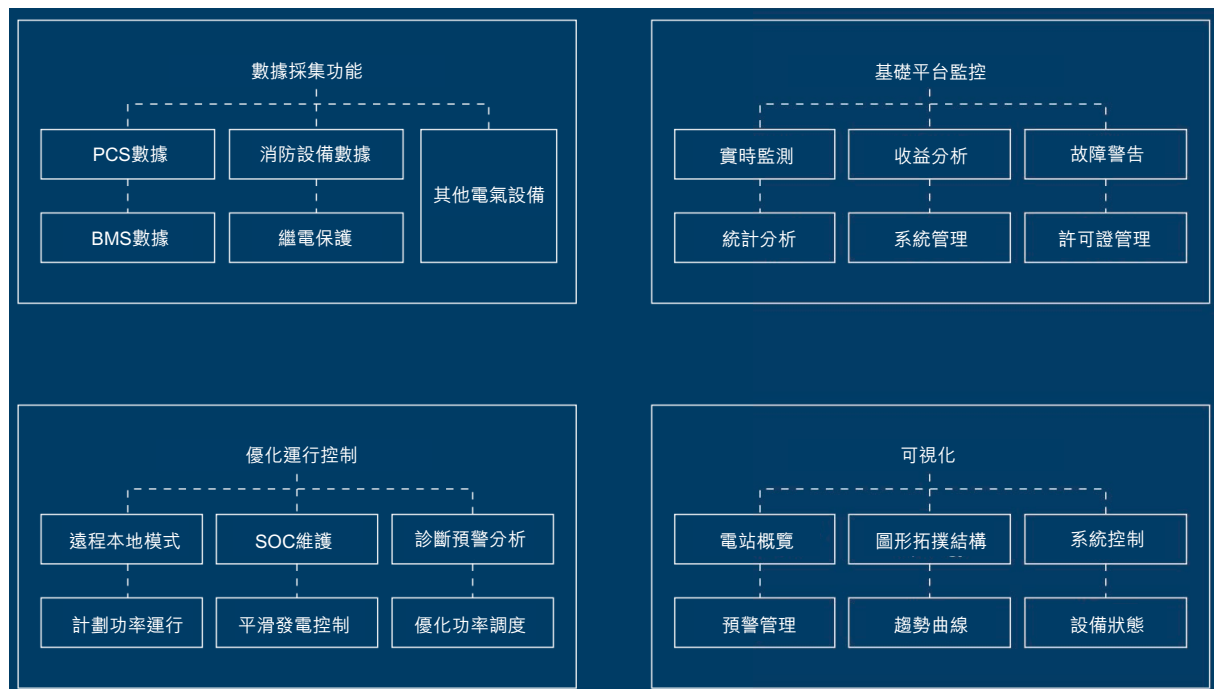 數據採集功能
PCS數據
消防設備數據
其他電氣設備
BMS數據
繼電保護
基礎平台監控
實時監測
收益分析
故障警告
統計分析
系統管理
許可證管理
優化運行控制
遠程本地模式
SOC維護
診斷預警分析
計劃功率運行
平滑發電控制
優化功率調度
可視化
電站概覽
圖形拓撲結構
系統控制
預警管理
趨勢曲線
設備狀態